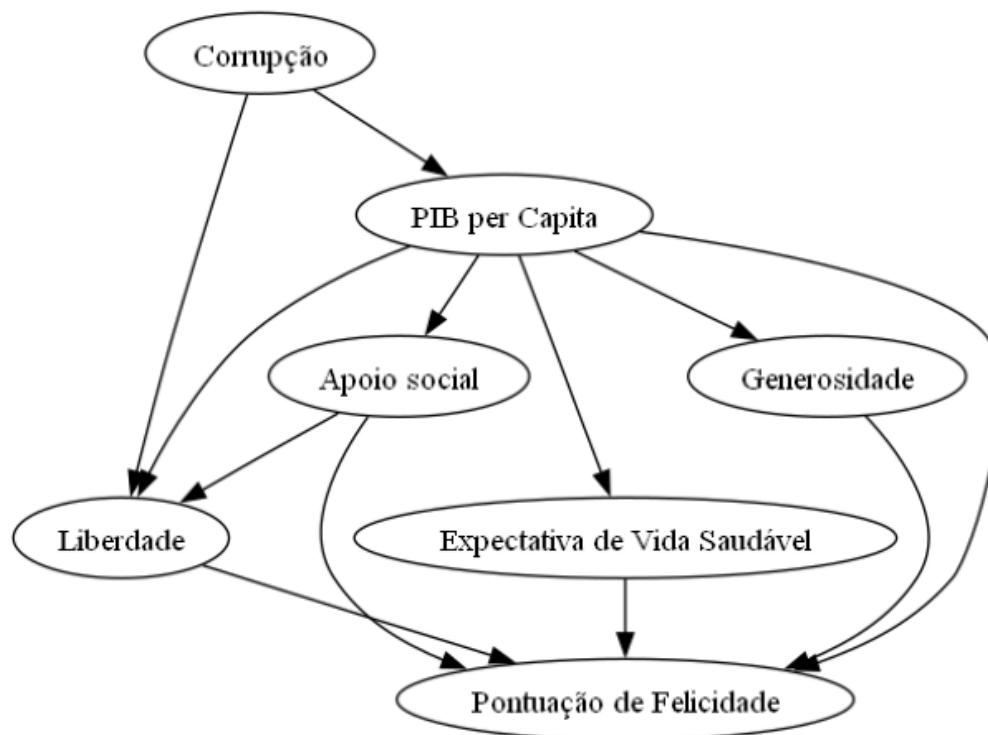 Corrupção
PIB per Capita
Apoio social
Generosidade
Liberdade
Expectativa de Vida Saudável
Pontuação de Felicidade